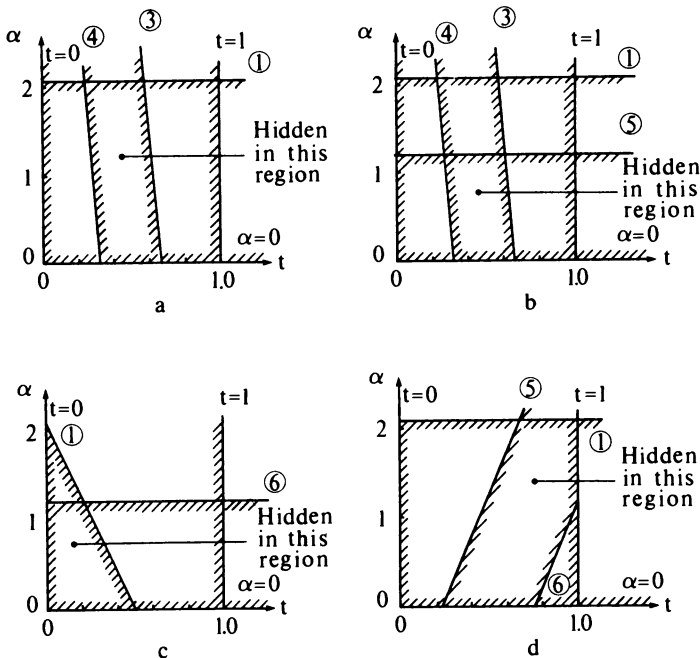 α
t=0
④
③
t=1
①
2
Hidden
in this
region
1
0
α=0
t
0
1.0
a
α
t=0
④
③
t=1
①
2
⑤
Hidden
in this
region
1
0
α=0
t
0
1.0
b
α
t=0
t=1
2
①
⑥
1
Hidden
in this
region
0
α=0
t
0
1.0
c
α
t=0
⑤
t=1
2
①
Hidden
in this
region
1
⑥
α=0
0
t
0
1.0
d